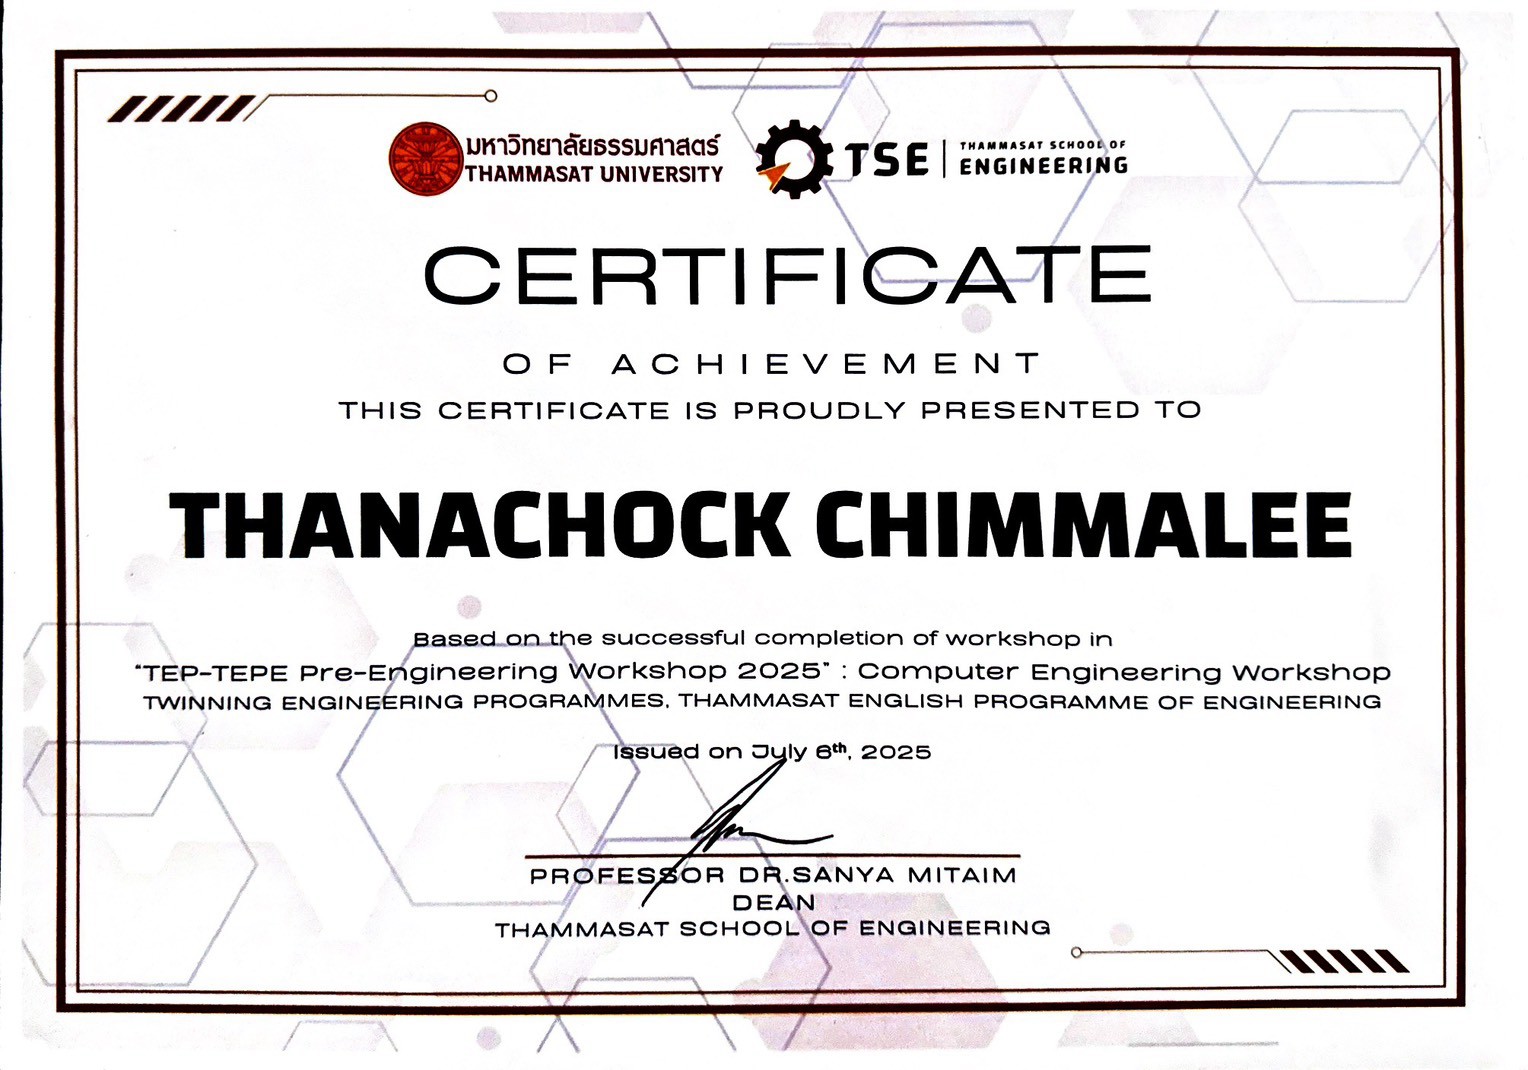 มหาวิทยาลัยธรรมศาสตร์
THAMMASAT UNIVERSITY
TSE
THAMMASAT SCHOOL OF
ENGINEERING
CERTIFICATE
OF ACHIEVEMENT
THIS CERTIFICATE IS PROUDLY PRESENTED TO
THANACHOCK CHIMMALEE
Based on the successful completion of workshop in
"TEP-TEPE Pre-Engineering Workshop 2025" : Computer Engineering Workshop
TWINNING ENGINEERING PROGRAMMES, THAMMASAT ENGLISH PROGRAMME OF ENGINEERING
Issued on July 6th, 2025
PROFESSOR DR.SANYA MITAIM
DEAN
THAMMASAT SCHOOL OF ENGINEERING